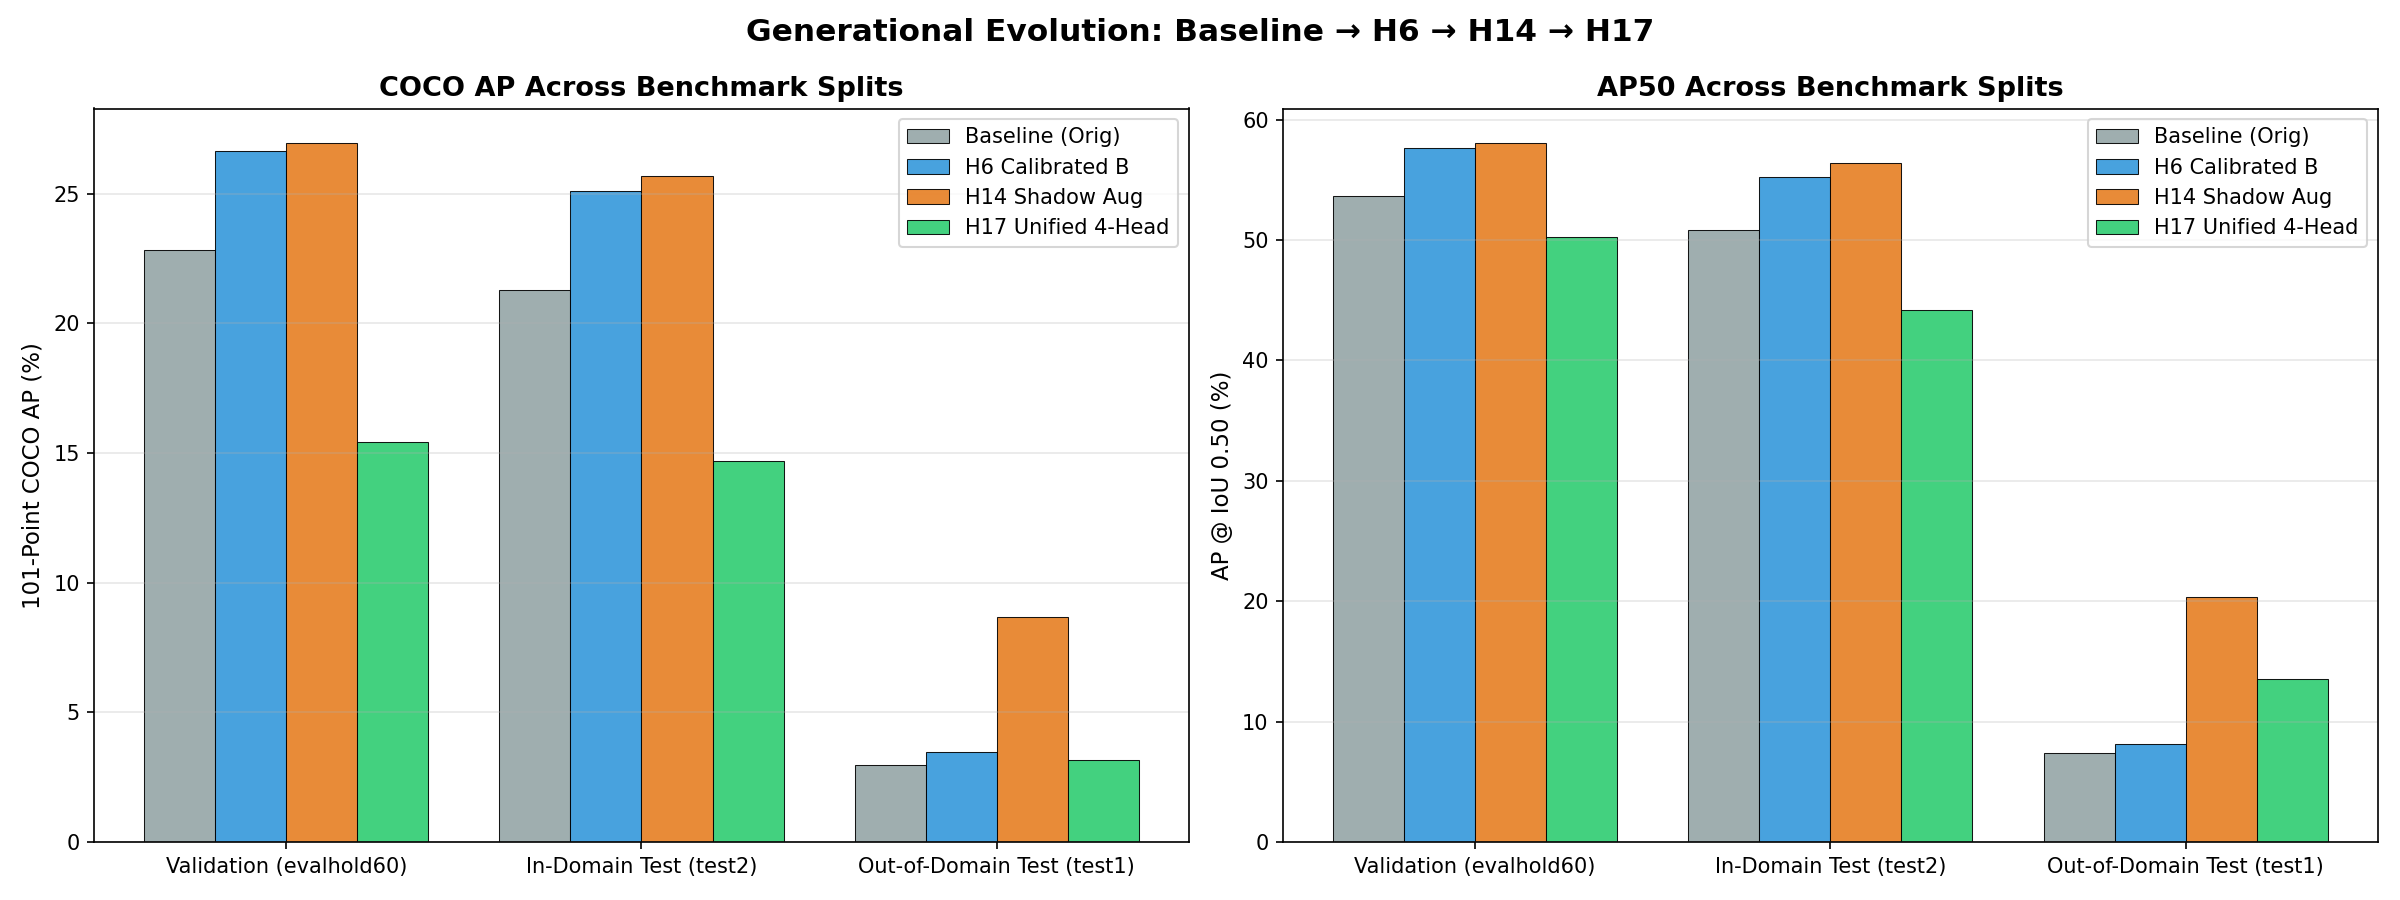 Generational Evolution: Baseline → H6 → H14 → H17
COCO AP Across Benchmark Splits
101-Point COCO AP (%)
25
20
15
10
5
0
Baseline (Orig)
H6 Calibrated B
H14 Shadow Aug
H17 Unified 4-Head
Validation (evalhold60)
In-Domain Test (test2)
Out-of-Domain Test (test1)
AP50 Across Benchmark Splits
AP @ IoU 0.50 (%)
60
50
40
30
20
10
0
Baseline (Orig)
H6 Calibrated B
H14 Shadow Aug
H17 Unified 4-Head
Validation (evalhold60)
In-Domain Test (test2)
Out-of-Domain Test (test1)